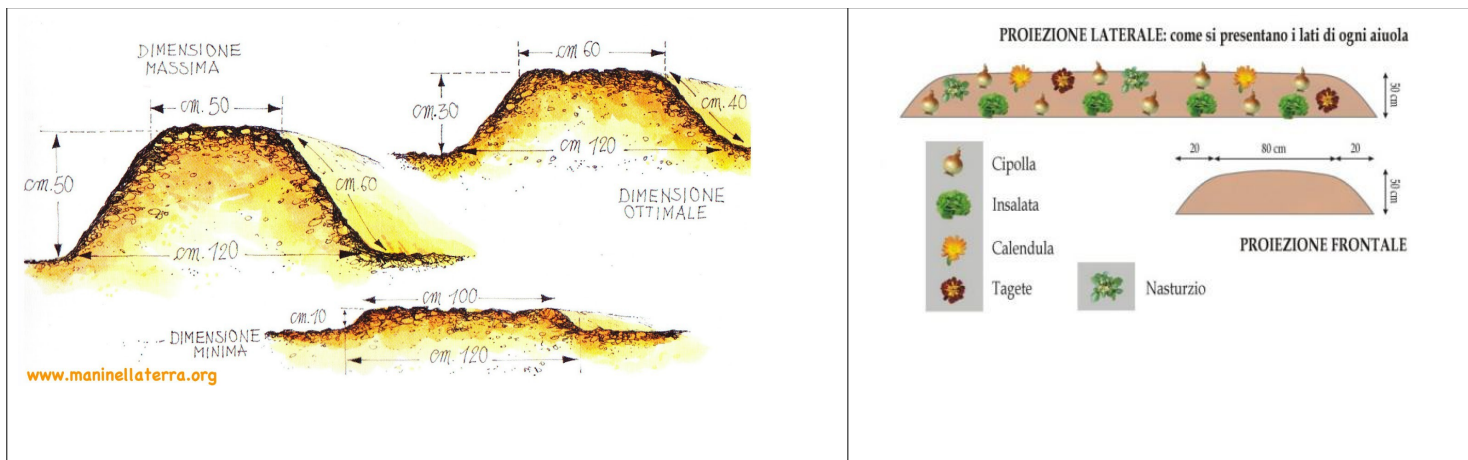 DIMENSIONE
MASSIMA
cm. 50
cm. 50
cm. 60
cm. 120
cm 60
cm. 30
cm. 40
cm 120
DIMENSIONE
OTTIMALE
cm 100
cm. 10
DIMENSIONE
MINIMA
cm. 120
www.maninellaterra.org
PROIEZIONE LATERALE: come si presentano i lati di ogni aiuola
50 cm
Cipolla
Insalata
Calendula
Tagete
Nasturzio
20
80 cm
20
50 cm
PROIEZIONE FRONTALE